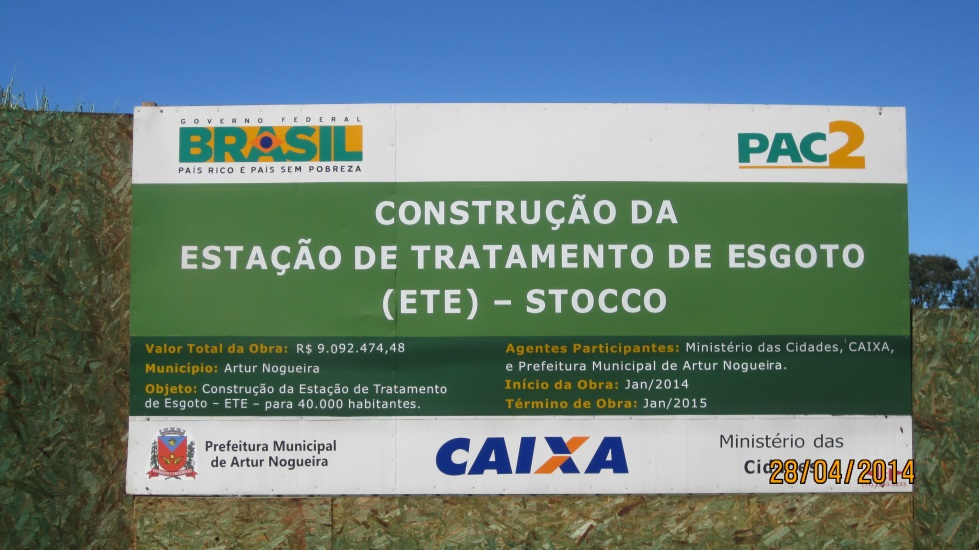 GOVERNO FEDERAL
BRASIL
PAÍS RICO E PAÍS SEM POBREZA
PAC2
CONSTRUÇÃO DA
ESTAÇÃO DE TRATAMENTO DE ESGOTO
(ETE) – STOCCO
Valor Total da Obra: R$ 9.092.474,48
Município: Artur Nogueira
Objeto: Construção da Estação de Tratamento
de Esgoto – ETE – para 40.000 habitantes.
Agentes Participantes: Ministério das Cidades, CAIXA,
e Prefeitura Municipal de Artur Nogueira.
Início da Obra: Jan/2014
Término de Obra: Jan/2015
Prefeitura Municipal
de Artur Nogueira
CAIXA
Ministério das
Cidades
28/04/2014